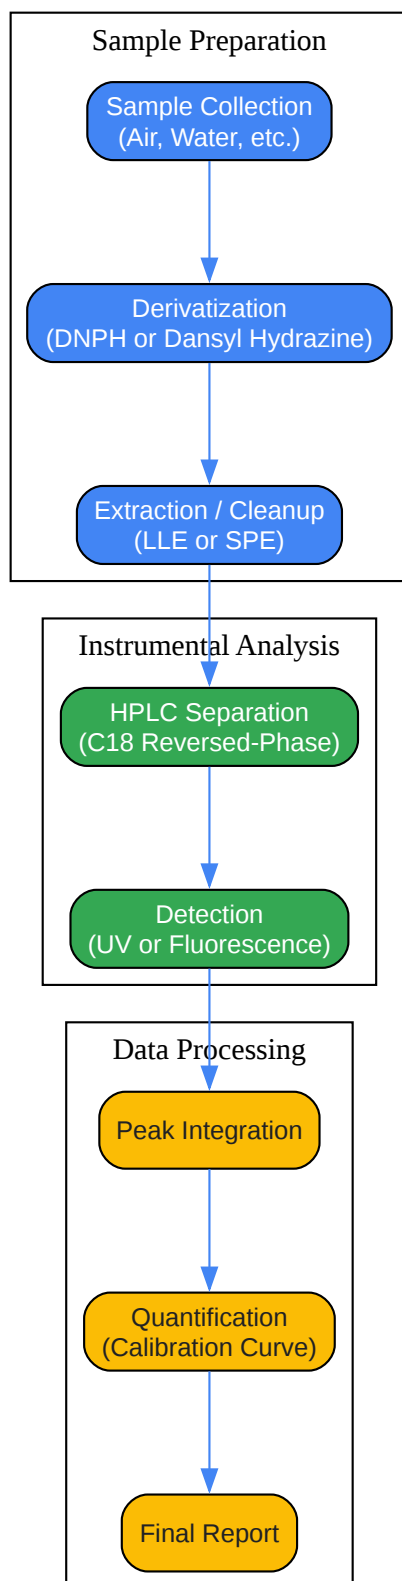 Sample Preparation
Sample Collection
(Air, Water, etc.)
Derivatization
(DNPH or Dansyl Hydrazine)
Extraction / Cleanup
(LLE or SPE)
Instrumental Analysis
HPLC Separation
(C18 Reversed-Phase)
Detection
(UV or Fluorescence)
Data Processing
Peak Integration
Quantification
(Calibration Curve)
Final Report